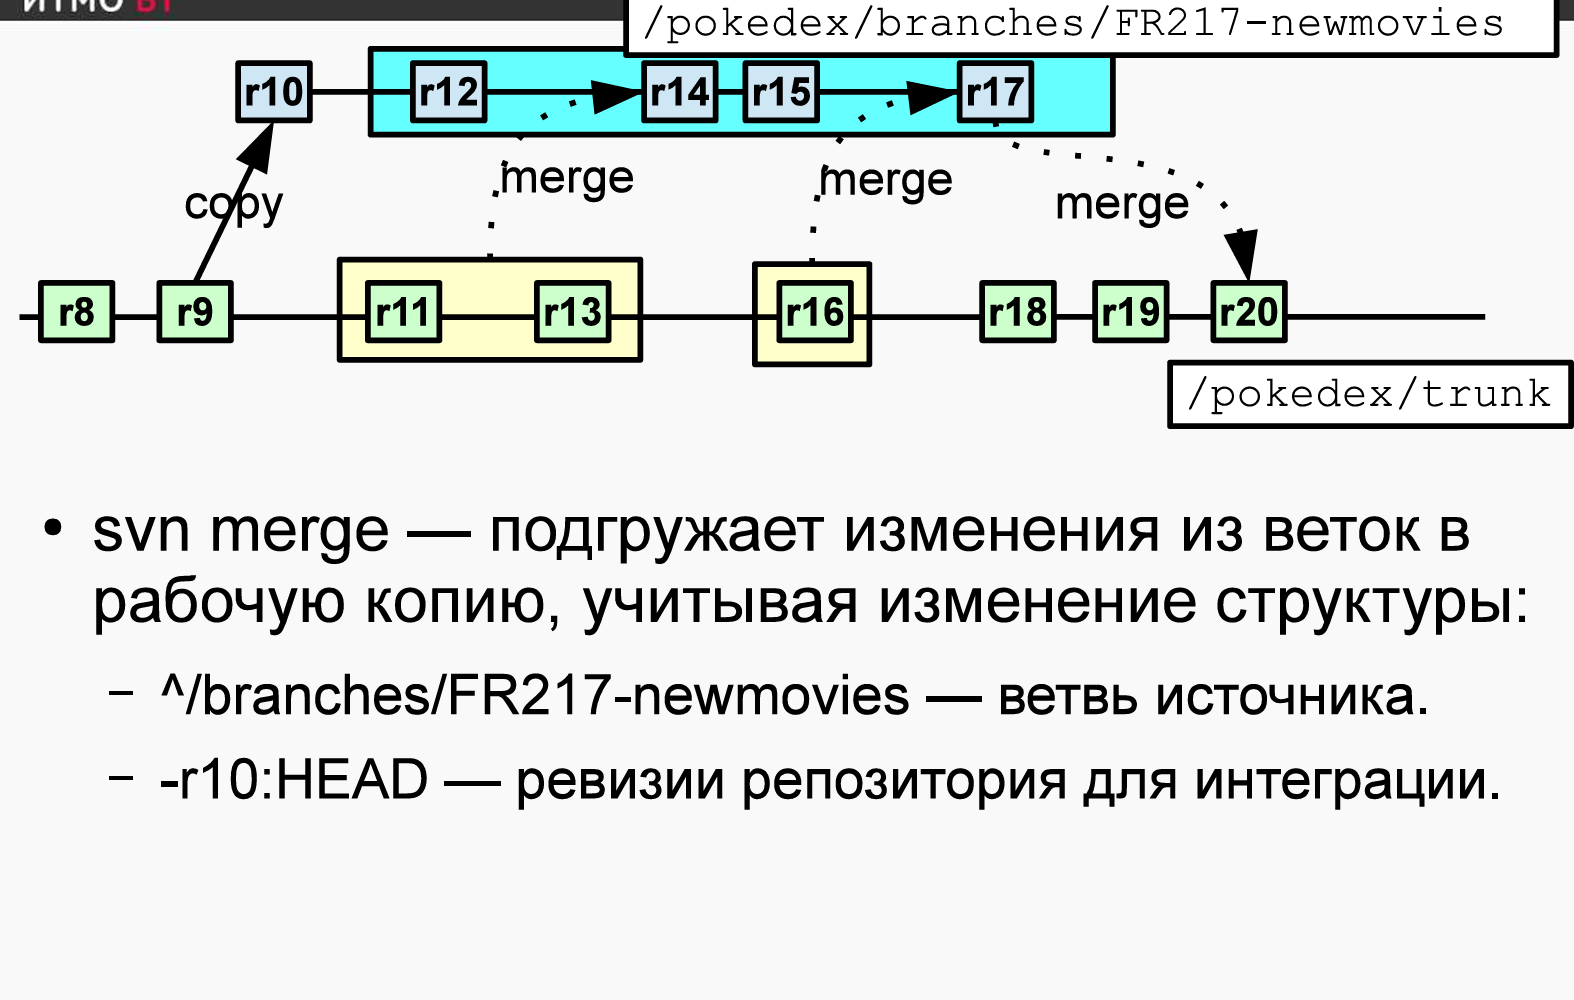 ИТМО ВТ
/pokedex/branches/FR217-newmovies
r10 r12 r14 r15 r17
merge merge
copy merge
r8 r9 r11 r13 r16 r18 r19 r20
/pokedex/trunk
• svn merge — подгружает изменения из веток в
рабочую копию, учитывая изменение структуры:
– ^/branches/FR217-newmovies — ветвь источника.
– -r10:HEAD — ревизии репозитория для интеграции.